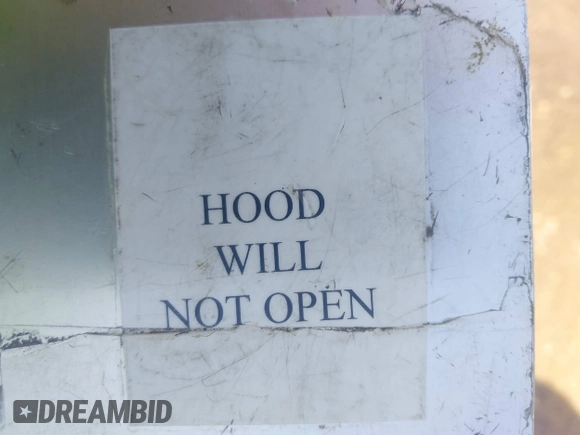 HOOD
WILL
NOT OPEN
DREAMBID